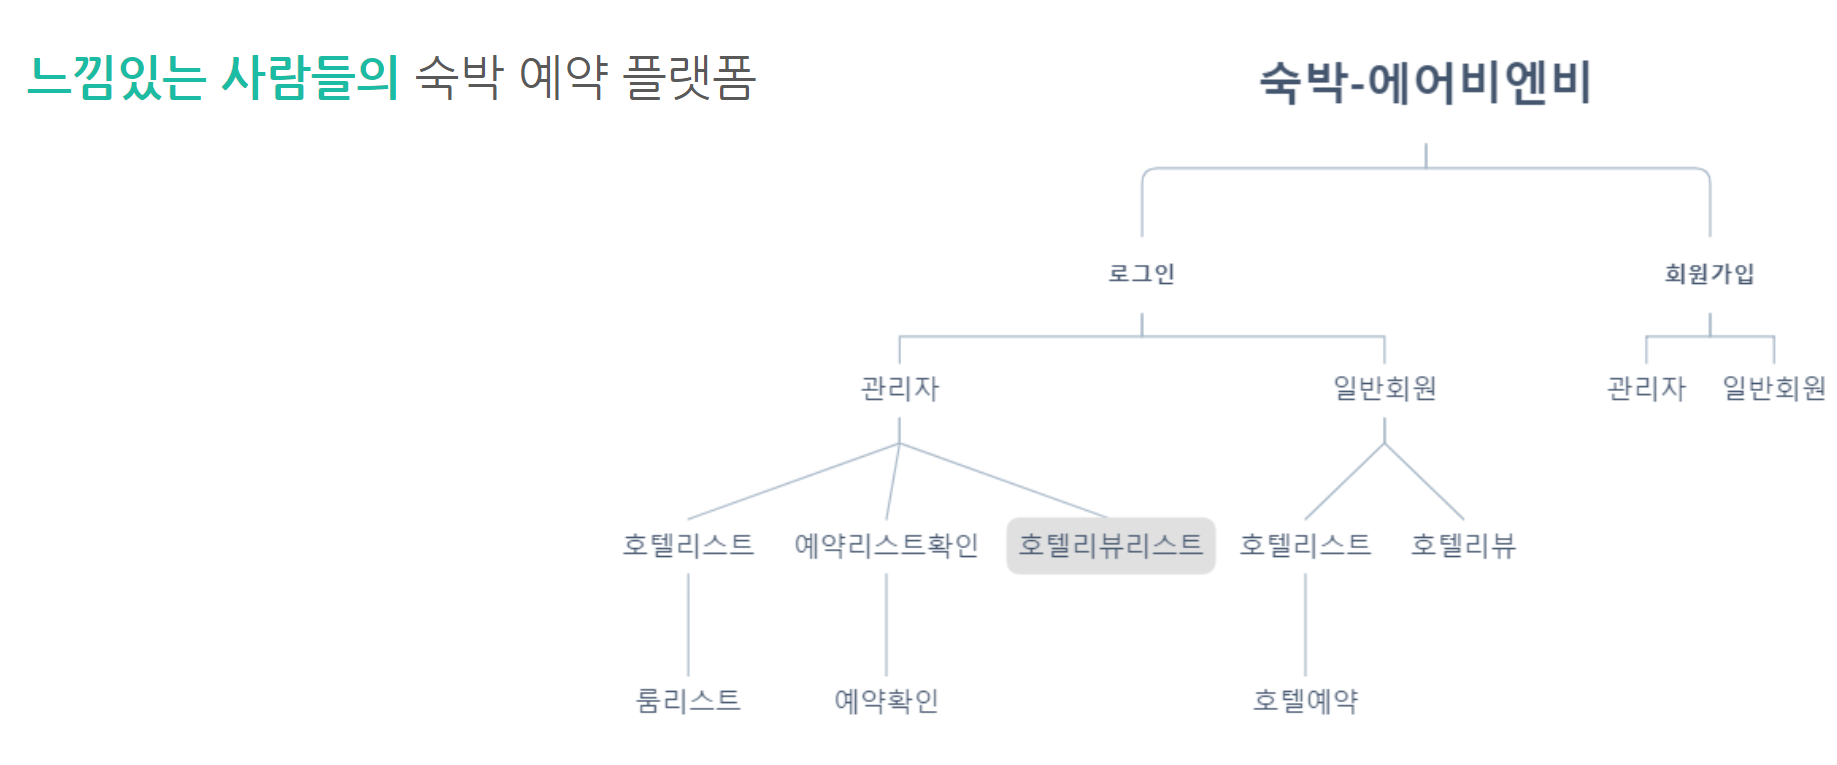 느낌있는 사람들의 숙박 예약 플랫폼
숙박-에어비엔비
로그인
회원가입
관리자
일반회원
관리자
일반회원
호텔리스트
예약리스트확인
호텔리뷰리스트
호텔리스트
호텔리뷰
룸리스트
예약확인
호텔예약